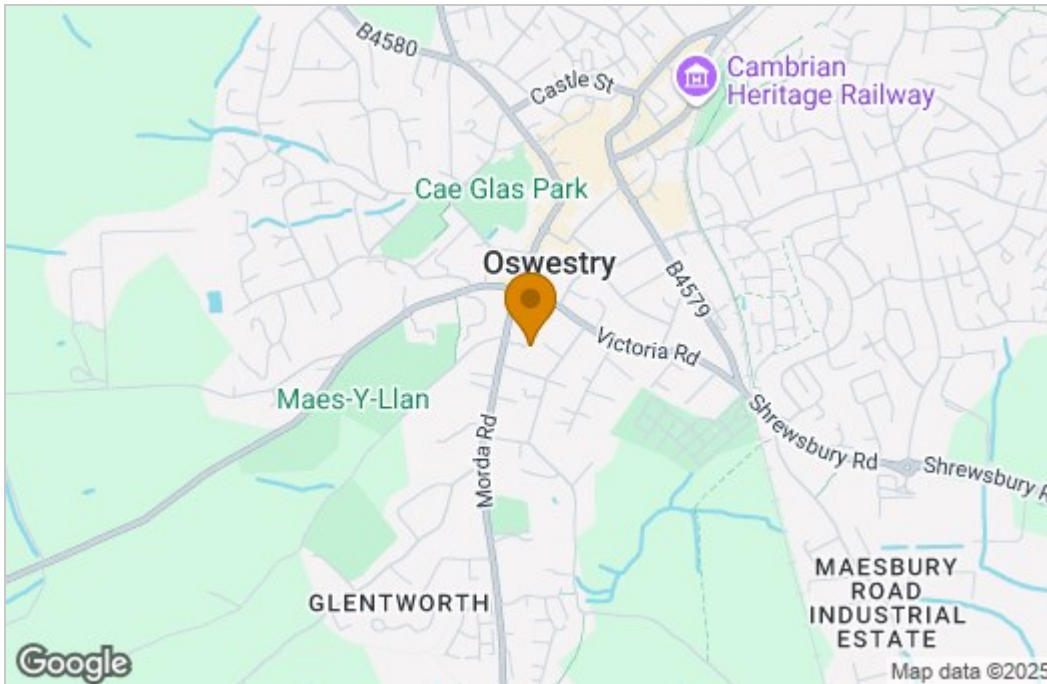 B4580
Castle St
Cambrian
Heritage Railway
Cae Glas Park
Oswestry
B4579
Victoria Rd
Maes-Y-Llan
Morda Rd
Shrewsbury Rd
Shrewsbury R
GLENTWORTH
MAESBURY
ROAD
INDUSTRIAL
ESTATE
Google
Map data ©2025